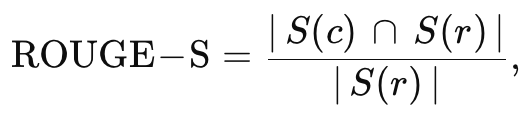 ROUGE−S = | S(c) ∩ S(r) | / | S(r) | ,